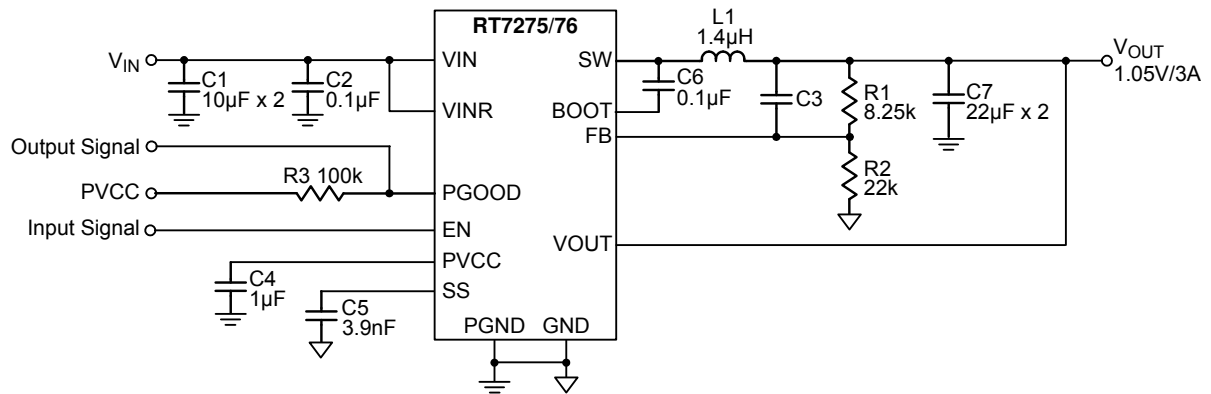 RT7275/76
L1
1.4µH
VIN
VIN
SW
VOUT
1.05V/3A
C1
10µF x 2
C2
0.1µF
C6
0.1µF
C3
R1
8.25k
C7
22µF x 2
VINR
BOOT
FB
Output Signal
R3 100k
R2
22k
PVCC
PGOOD
Input Signal
EN
VOUT
PVCC
C4
1µF
SS
C5
3.9nF
PGND GND